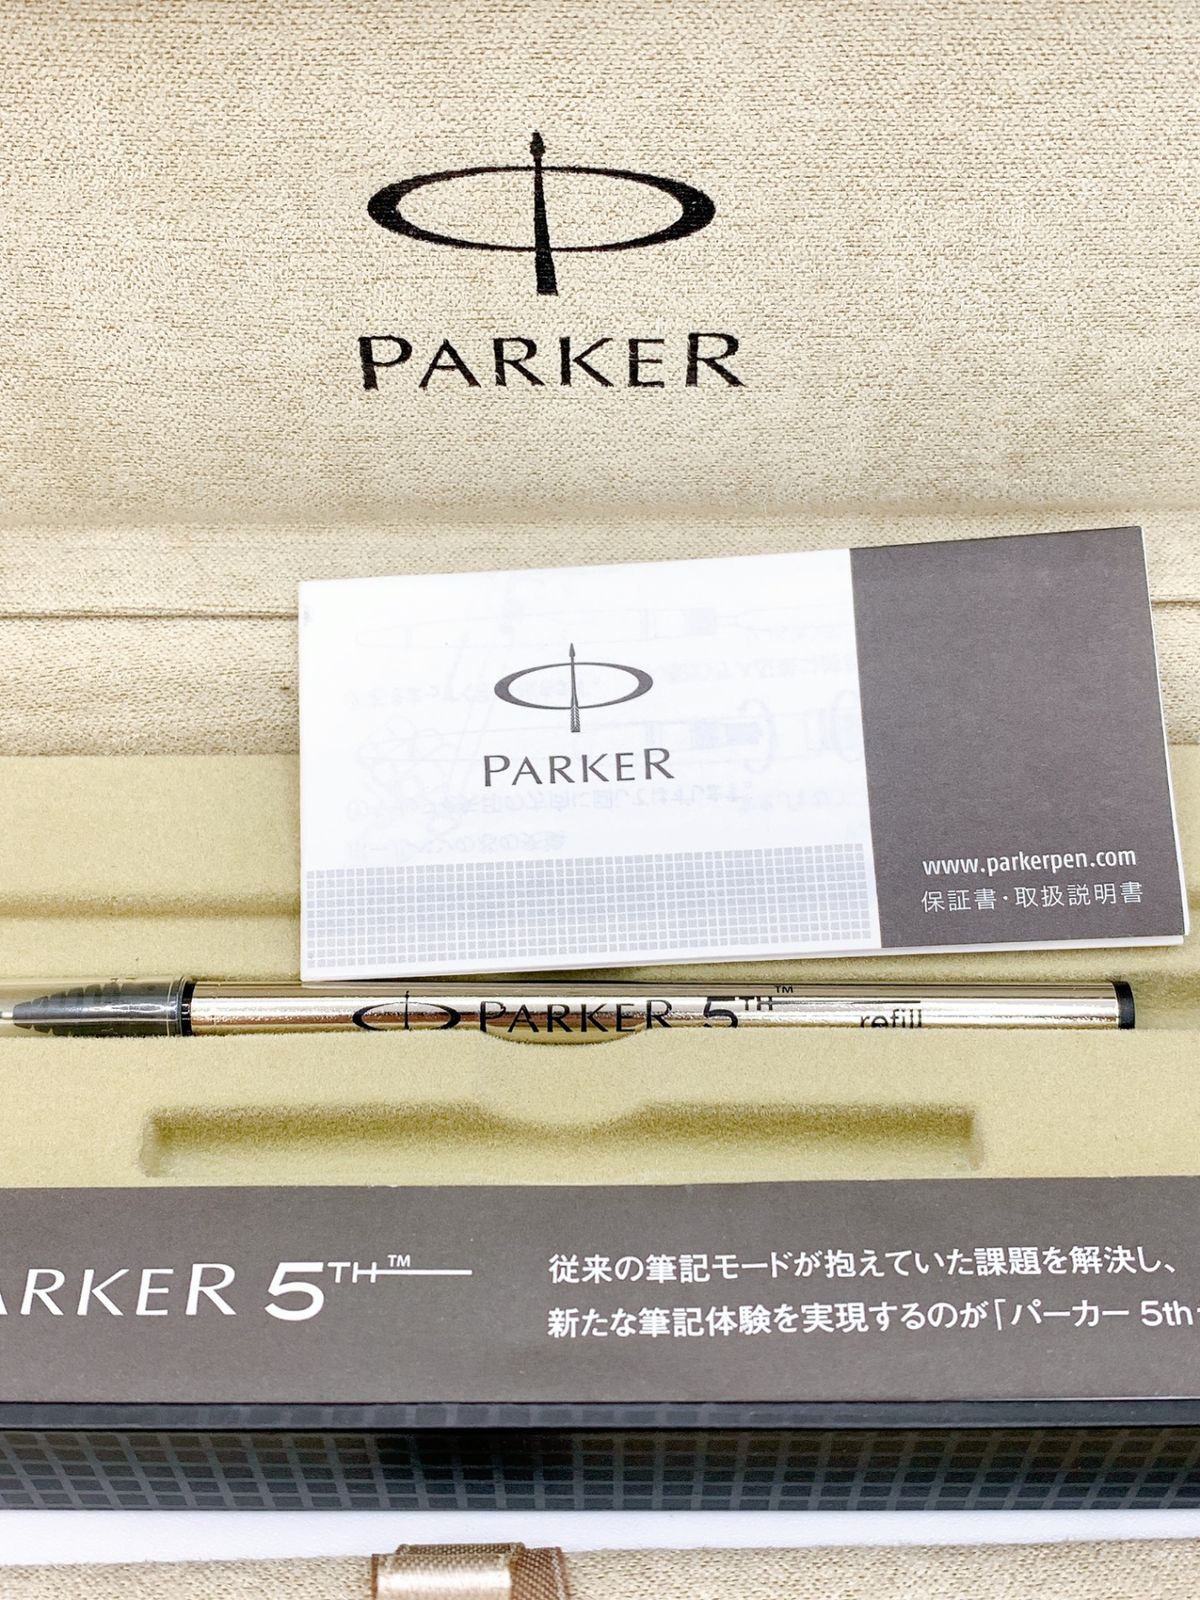 PARKER
PARKER
www.parkerpen.com
保証書・取扱説明書
PARKER 5TH™
refill
ARKER 5TH™
従来の筆記モードが抱えていた課題を解決し、
新たな筆記体験を実現するのが「パーカー 5th